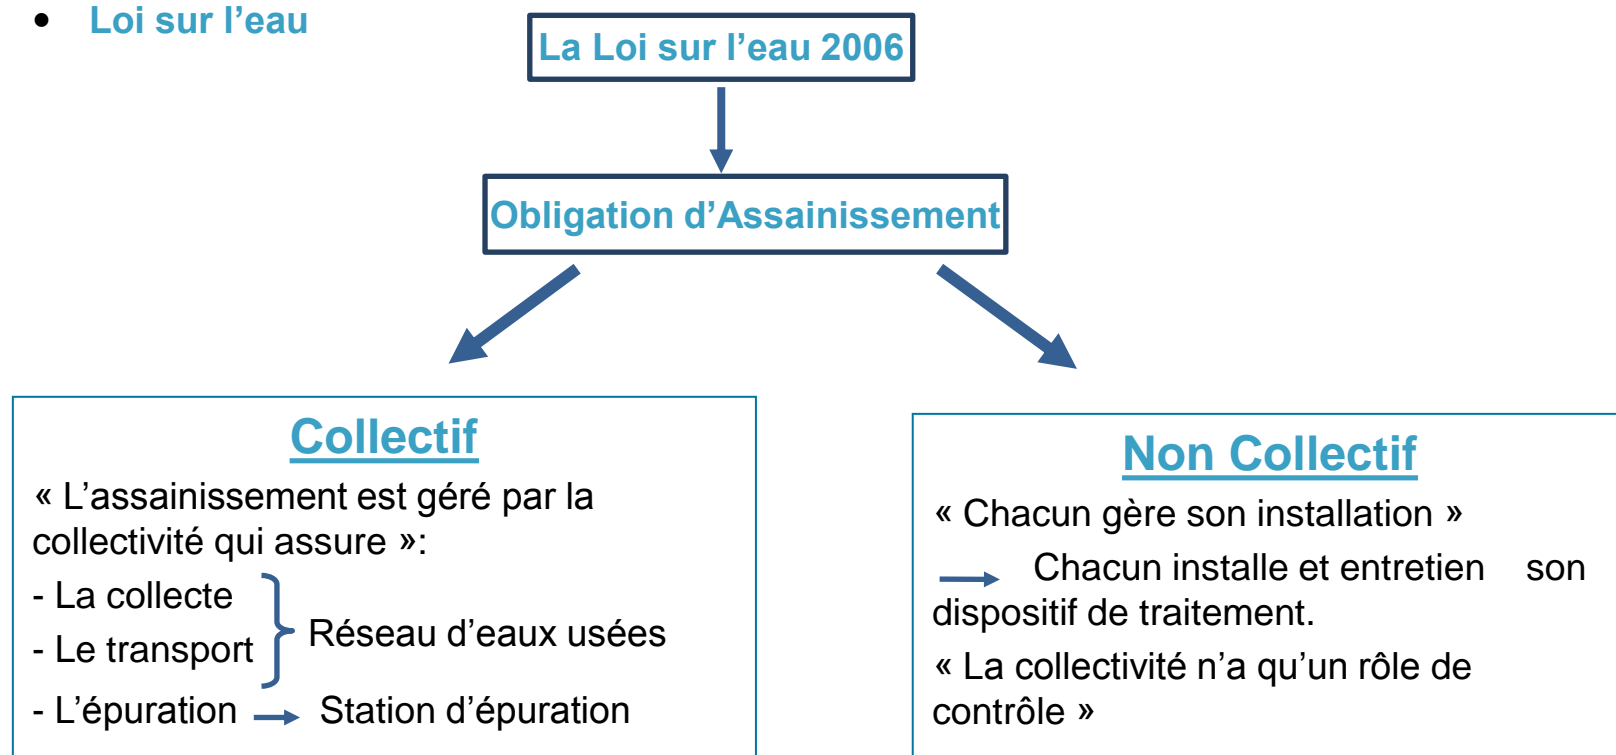 • Loi sur l’eau
La Loi sur l’eau 2006
Obligation d’Assainissement
Collectif
« L’assainissement est géré par la
collectivité qui assure »:
- La collecte
- Le transport
Réseau d’eaux usées
- L’épuration Station d’épuration
Non Collectif
« Chacun gère son installation »
Chacun installe et entretien son
dispositif de traitement.
« La collectivité n’a qu’un rôle de
contrôle »